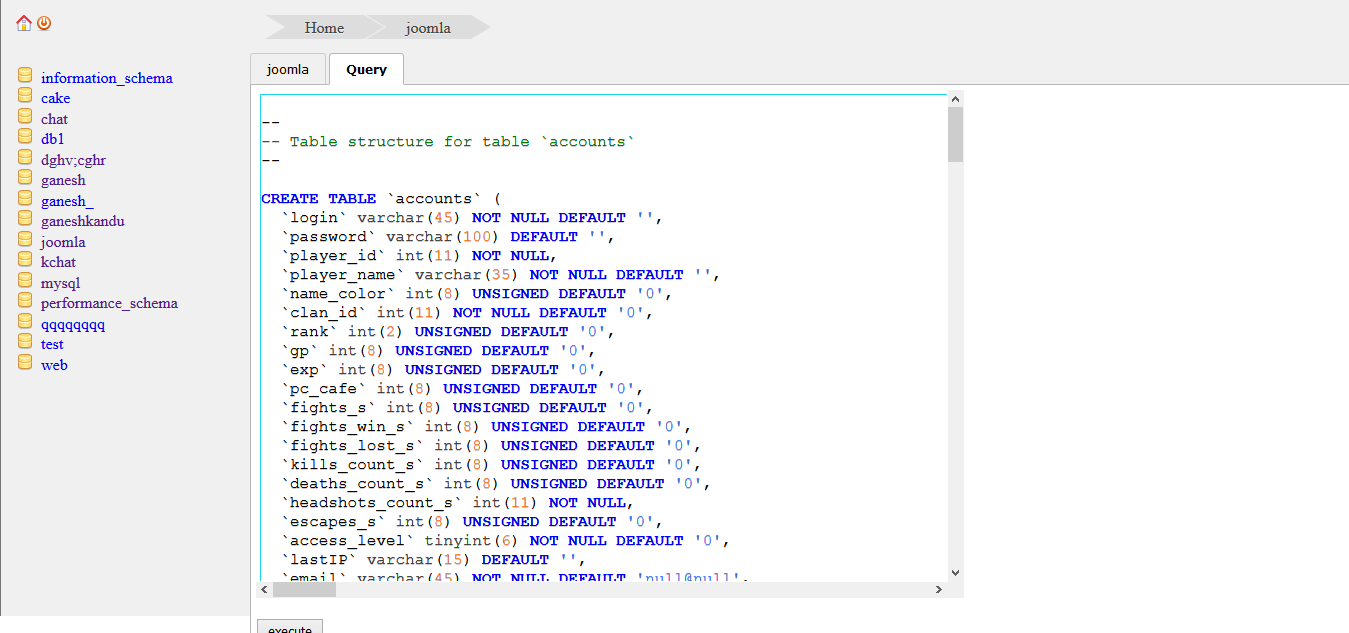 Home joomla
information_schema
cake
chat
db1
dghv;cghr
ganesh
ganesh_
ganeshkandu
joomla
kchat
mysql
performance_schema
qqqqqqqq
test
web
joomla Query
--
-- Table structure for table `accounts`
--
CREATE TABLE `accounts` (
`login` varchar(45) NOT NULL DEFAULT '',
`password` varchar(100) DEFAULT '',
`player_id` int(11) NOT NULL,
`player_name` varchar(35) NOT NULL DEFAULT '',
`name_color` int(8) UNSIGNED DEFAULT '0',
`clan_id` int(11) NOT NULL DEFAULT '0',
`rank` int(2) UNSIGNED DEFAULT '0',
`gp` int(8) UNSIGNED DEFAULT '0',
`exp` int(8) UNSIGNED DEFAULT '0',
`pc_cafe` int(8) UNSIGNED DEFAULT '0',
`fights_s` int(8) UNSIGNED DEFAULT '0',
`fights_win_s` int(8) UNSIGNED DEFAULT '0',
`fights_lost_s` int(8) UNSIGNED DEFAULT '0',
`kills_count_s` int(8) UNSIGNED DEFAULT '0',
`deaths_count_s` int(8) UNSIGNED DEFAULT '0',
`headshots_count_s` int(11) NOT NULL,
`escapes_s` int(8) UNSIGNED DEFAULT '0',
`access_level` tinyint(6) NOT NULL DEFAULT '0',
`lastIP` varchar(15) DEFAULT '',
`email` varchar(45) NOT NULL DEFAULT 'null@null',
execute